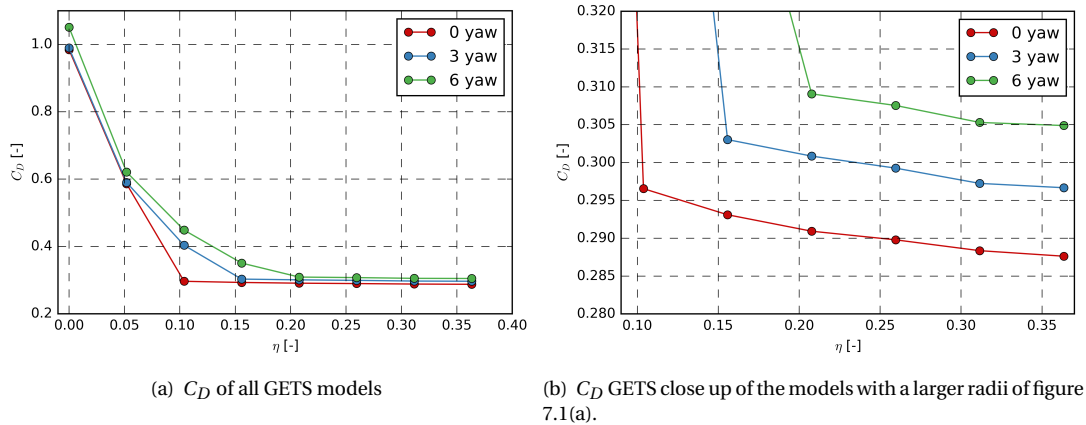 1.0
0.8
0.6
0.4
0.2
C_D [-]
0.00 0.05 0.10 0.15 0.20 0.25 0.30 0.35 0.40
η [-]
0 yaw
3 yaw
6 yaw
(a) C_D of all GETS models
0.320
0.315
0.310
0.305
0.300
0.295
0.290
0.285
0.280
C_D [-]
0.10 0.15 0.20 0.25 0.30 0.35
η [-]
0 yaw
3 yaw
6 yaw
(b) C_D GETS close up of the models with a larger radii of figure
7.1(a).